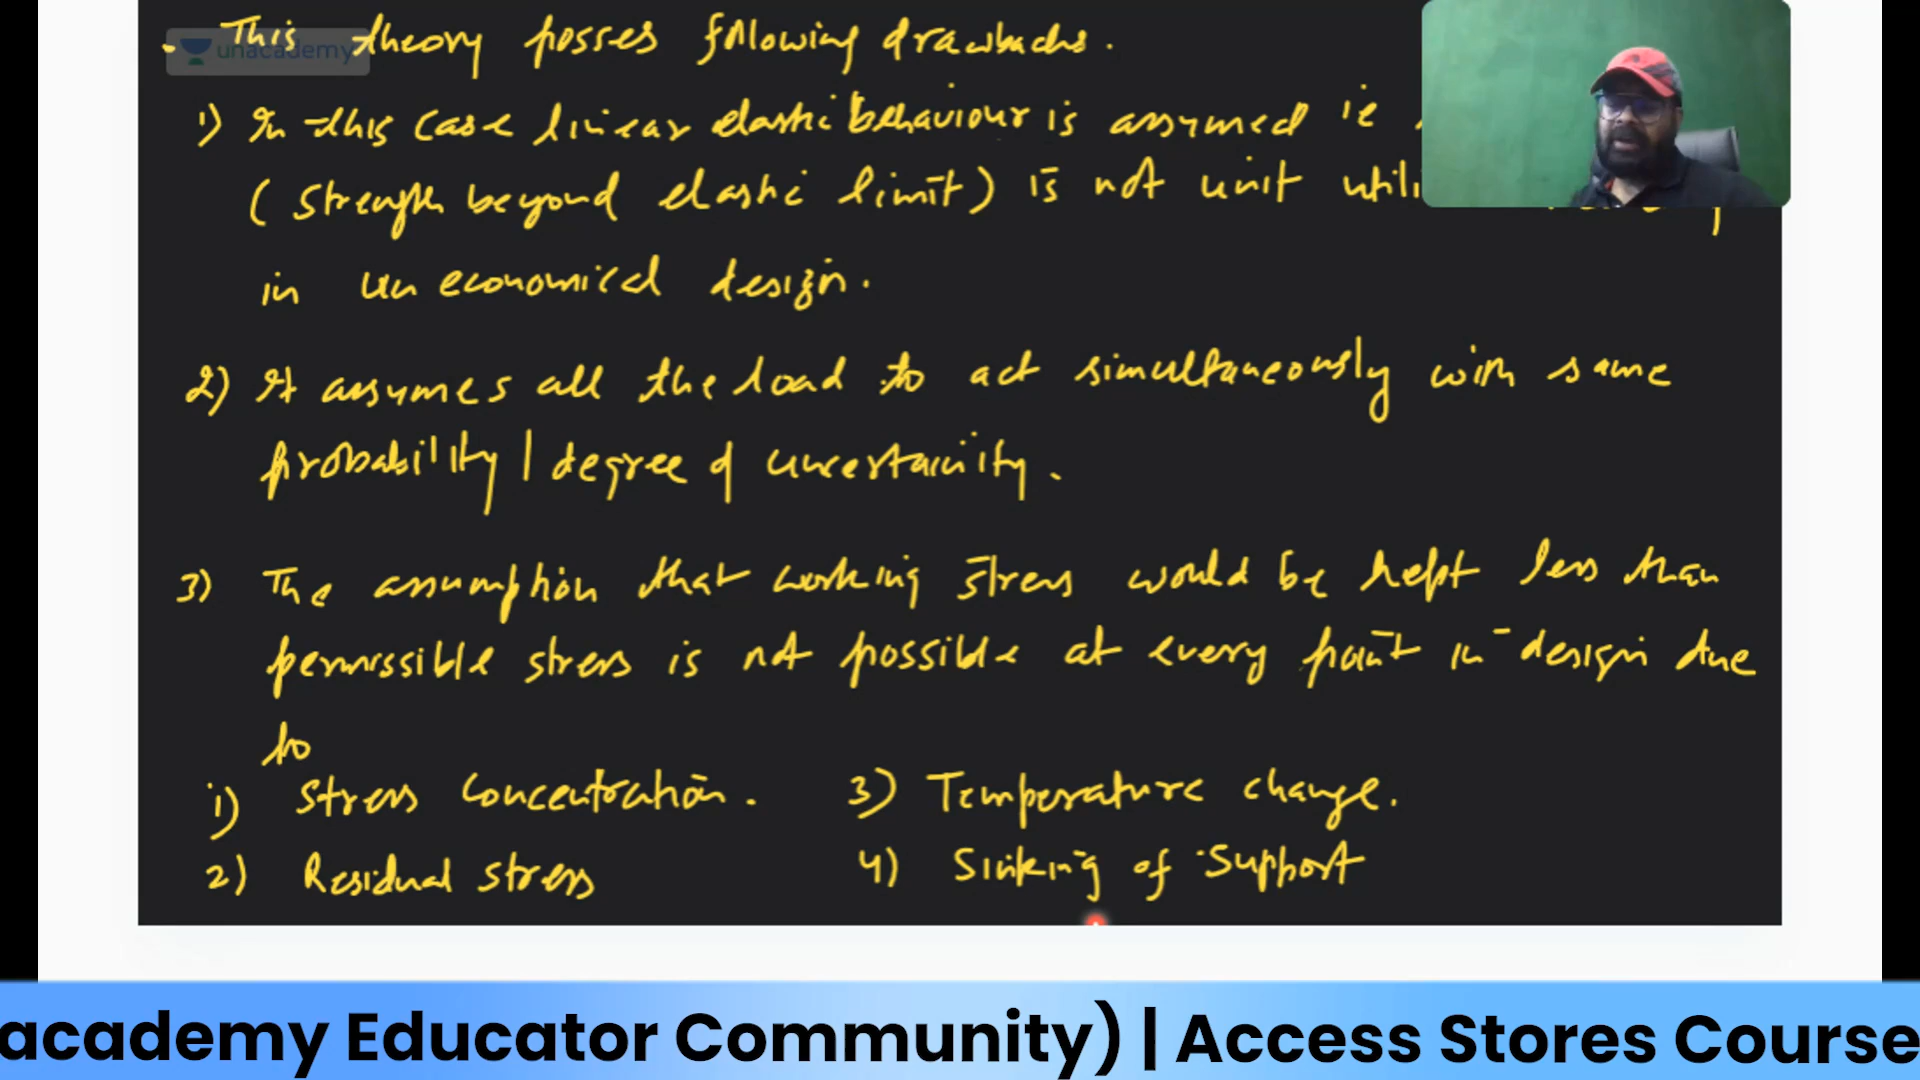 - This theory posses following drawbacks.
unacademy
1) In this case linear elastic behaviour is assumed ie
(strength beyond elastic limit) is not unit utili
in uneconomical design.
2) It assumes all the load to act simultaneously with same
probability / degree of uncertainity.
3) The assumption that working stress would be kept less than
permissible stress is not possible at every point in design due
to
i) Stress Concentration. 3) Temperature change.
2) Residual stress 4) Sinking of Support
academy Educator Community) | Access Stores Course